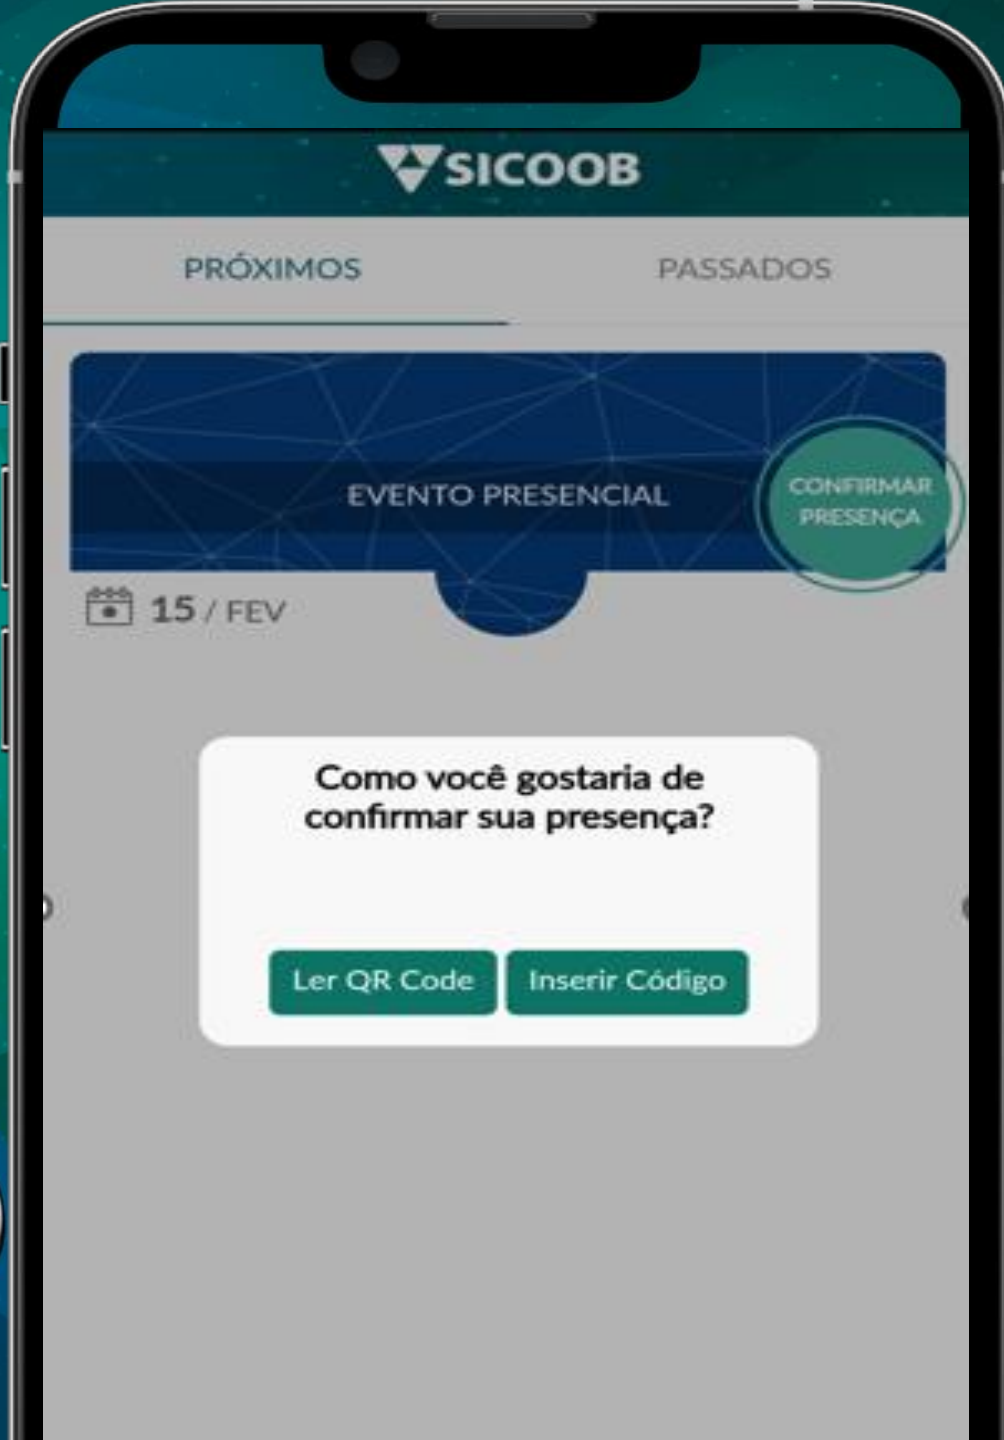 SICOOB
PRÓXIMOS
PASSADOS
EVENTO PRESENCIAL
CONFIRMAR
PRESENÇA
15 / FEV
Como você gostaria de
confirmar sua presença?
Ler QR Code
Inserir Código